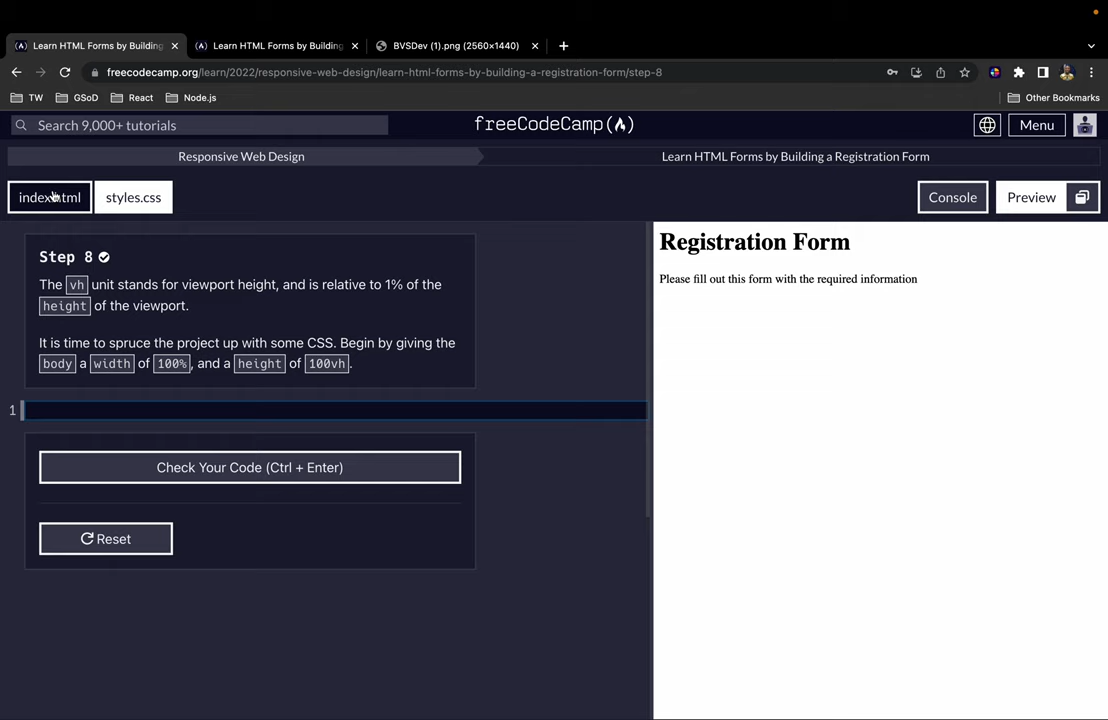 Learn HTML Forms by Building
Learn HTML Forms by Building
BVSDev (1).png (2560×1440)
freecodecamp.org/learn/2022/responsive-web-design/learn-html-forms-by-building-a-registration-form/step-8
TW
GSoD
React
Node.js
Other Bookmarks
Search 9,000+ tutorials
freeCodeCamp
Menu
Responsive Web Design
Learn HTML Forms by Building a Registration Form
index.html
styles.css
Console
Preview
Step 8
The vh unit stands for viewport height, and is relative to 1% of the
height of the viewport.
It is time to spruce the project up with some CSS. Begin by giving the
body a width of 100%, and a height of 100vh.
1
Check Your Code (Ctrl + Enter)
Reset
Registration Form
Please fill out this form with the required information